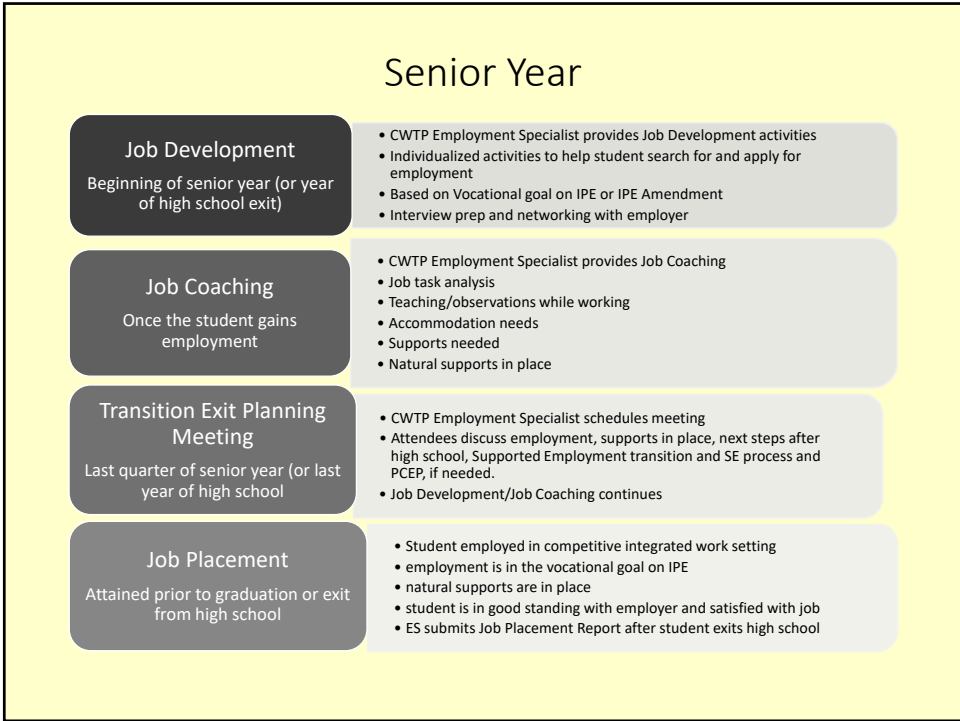 Senior Year
Job Development
Beginning of senior year (or year
of high school exit)
• CWTP Employment Specialist provides Job Development activities
• Individualized activities to help student search for and apply for
employment
• Based on Vocational goal on IPE or IPE Amendment
• Interview prep and networking with employer
Job Coaching
Once the student gains
employment
• CWTP Employment Specialist provides Job Coaching
• Job task analysis
• Teaching/observations while working
• Accommodation needs
• Supports needed
• Natural supports in place
Transition Exit Planning
Meeting
Last quarter of senior year (or last
year of high school
• CWTP Employment Specialist schedules meeting
• Attendees discuss employment, supports in place, next steps after
high school, Supported Employment transition and SE process and
PCEP, if needed.
• Job Development/Job Coaching continues
Job Placement
Attained prior to graduation or exit
from high school
• Student employed in competitive integrated work setting
• employment is in the vocational goal on IPE
• natural supports are in place
• student is in good standing with employer and satisfied with job
• ES submits Job Placement Report after student exits high school